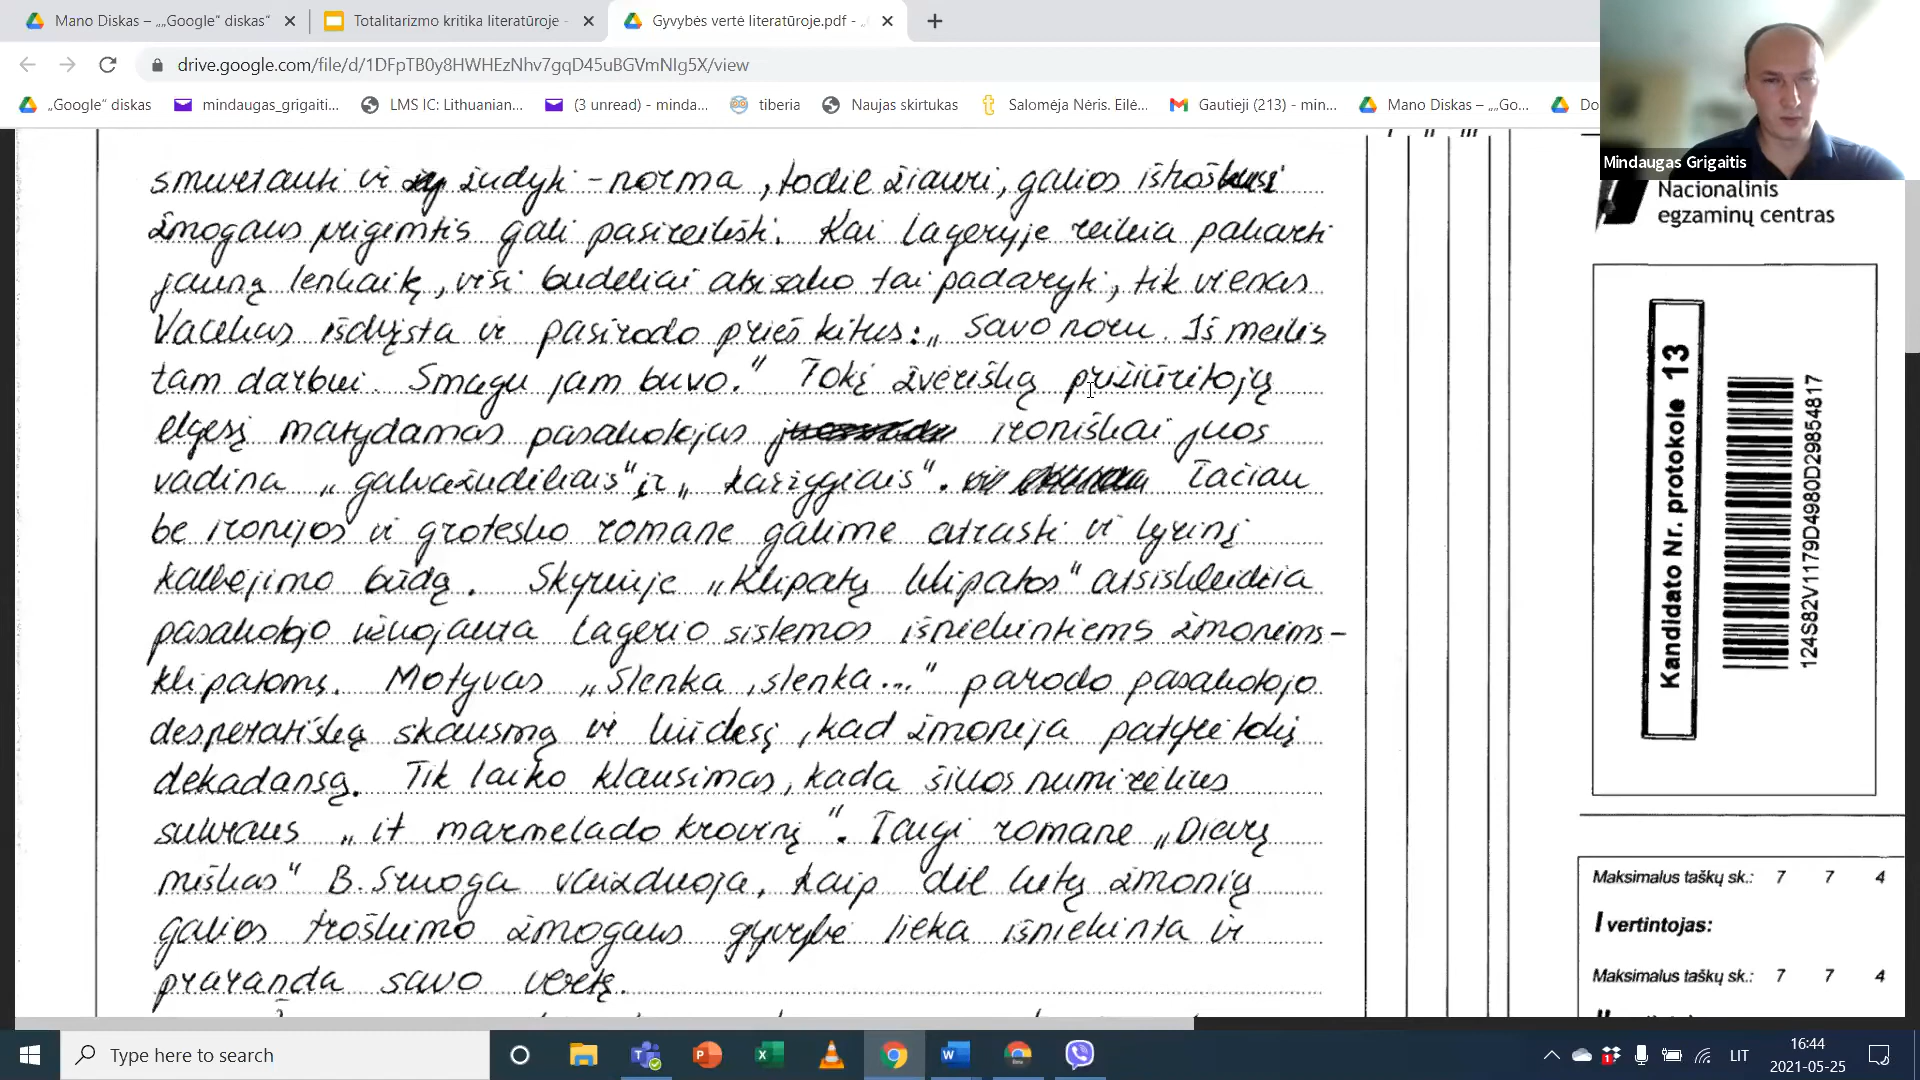 Mano Diskas – „„Google“ diskas“
Totalitarizmo kritika literatūroje -
Gyvybės vertė literatūroje.pdf - „
drive.google.com/file/d/1DFpTB0y8HWHEzNhv7gqD45uBGVmNIg5X/view
„Google“ diskas
mindaugas_grigaiti...
LMS IC: Lithuanian...
(3 unread) - minda...
tiberia
Naujas skirtukas
Salomėja Nėris. Eilė...
Gautieji (213) - min...
Mano Diskas – „„Go...
Do
Mindaugas Grigaitis
smurtauti ir žudyti – norma, todėl žiauri, galios ištroškusi
žmogaus prigimtis gali pasireikšti. Kai lageryje reikia pakarti
jauną lenkaitę, visi budeliai atsisako tai padaryti, tik vienas
Vacekas išdrįsta ir pasirodo prieš kitus: „Savo noru. Iš meilės
tam darbui. Smagu jam buvo." Tokį žvėrišką prižiūrėtojų
elgesį matydamas pasakotojas ironiškai juos
vadina „galvažudėliais" ir „karžygiais". Tačiau
be ironijos ir grotesko romane galime atrasti ir lyrinį
kalbėjimo būdą. Skyriuje „Klipatų klipatos" atsiskleidžia
pasakotojo užuojauta lagerio sistemos išniekintiems žmonėms –
klipatoms. Motyvas „Slenka, slenka..." parodo pasakotojo
desperatišką skausmą ir liūdesį, kad žmonija patyrė tokį
dekadansą. Tik laiko klausimas, kada šiuos numirėlius
sukraus „it marmelado krovinį". Taigi romane „Dievų
miškas" B. Sruoga vaizduoja, kaip dėl kitų žmonių
galios troškimo žmogaus gyvybė lieka išniekinta ir
praranda savo vertę.
Nacionalinis
egzaminų centras
Kandidato Nr. protokole 13
124S82V1179D4980D29854817
Maksimalus taškų sk.: 7 7 4
I vertintojas:
Maksimalus taškų sk.: 7 7 4
Type here to search
LIT
16:44
2021-05-25